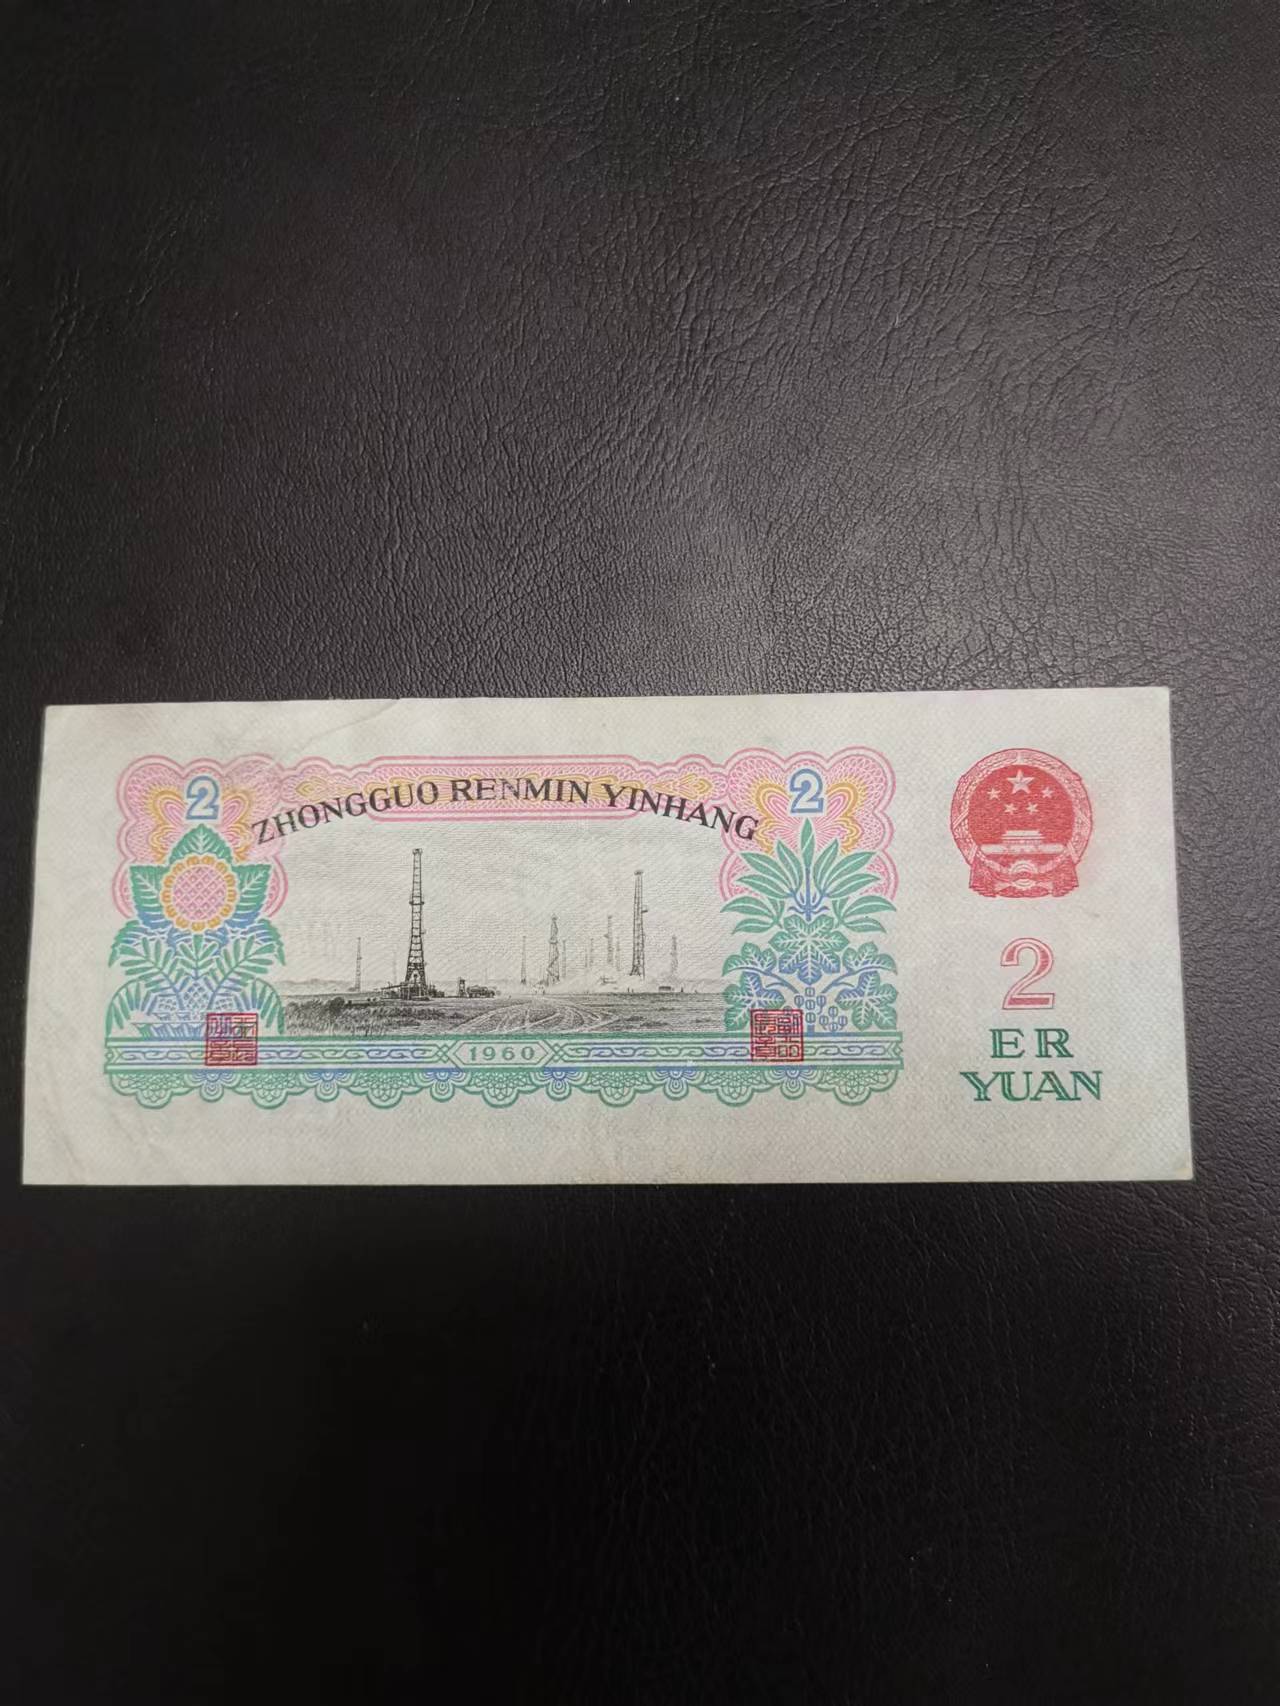 2
2
ZHONGGUO RENMIN YINHANG
1960
2
ER
YUAN